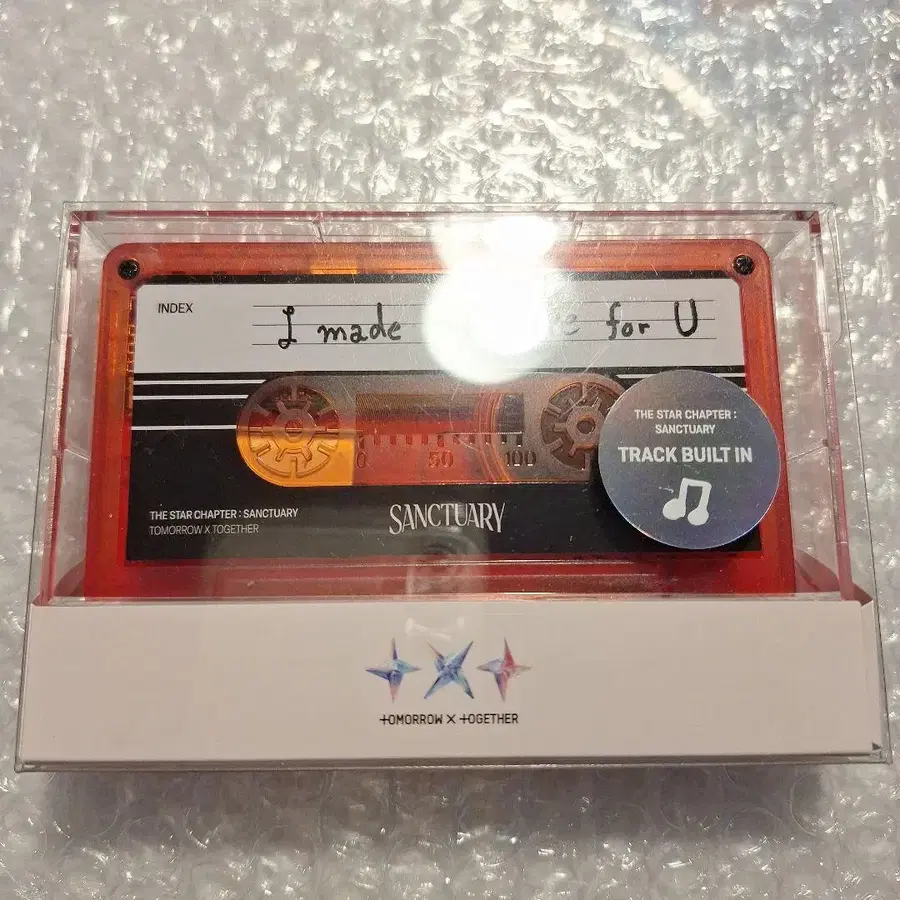 INDEX
I made for U
THE STAR CHAPTER :
SANCTUARY
TRACK BUILT IN
0 50 100
THE STAR CHAPTER : SANCTUARY
TOMORROW X TOGETHER
SANCTUARY
TOMORROW X TOGETHER